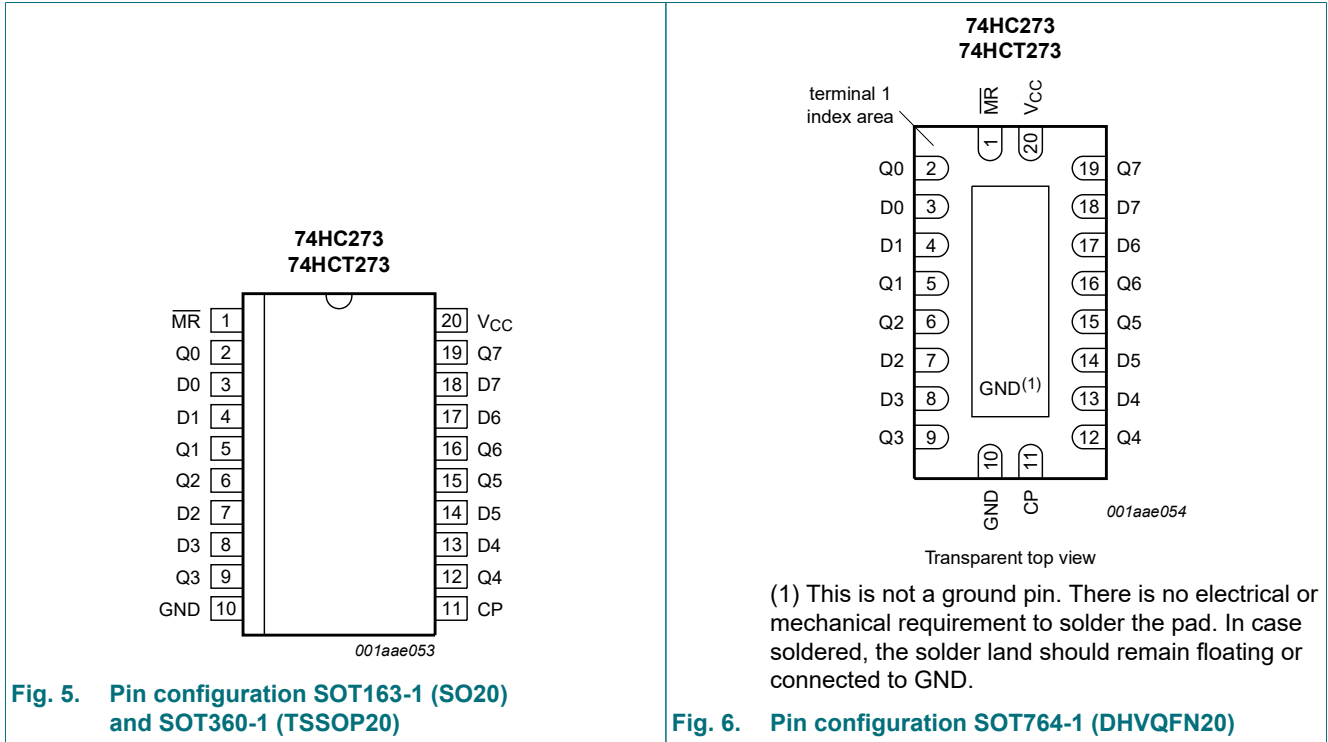 74HC273
74HCT273
M̅R̅ 1
20 VCC
Q0 2
19 Q7
D0 3
18 D7
D1 4
17 D6
Q1 5
16 Q6
Q2 6
15 Q5
D2 7
14 D5
D3 8
13 D4
Q3 9
12 Q4
GND 10
11 CP
001aae053
Fig. 5. Pin configuration SOT163-1 (SO20)
and SOT360-1 (TSSOP20)
74HC273
74HCT273
terminal 1
index area
M̅R̅
VCC
1
20
Q0 2
19 Q7
D0 3
18 D7
D1 4
17 D6
Q1 5
16 Q6
Q2 6
15 Q5
D2 7
14 D5
D3 8
GND(1)
13 D4
Q3 9
12 Q4
10
11
GND
CP
001aae054
Transparent top view
(1) This is not a ground pin. There is no electrical or
mechanical requirement to solder the pad. In case
soldered, the solder land should remain floating or
connected to GND.
Fig. 6. Pin configuration SOT764-1 (DHVQFN20)